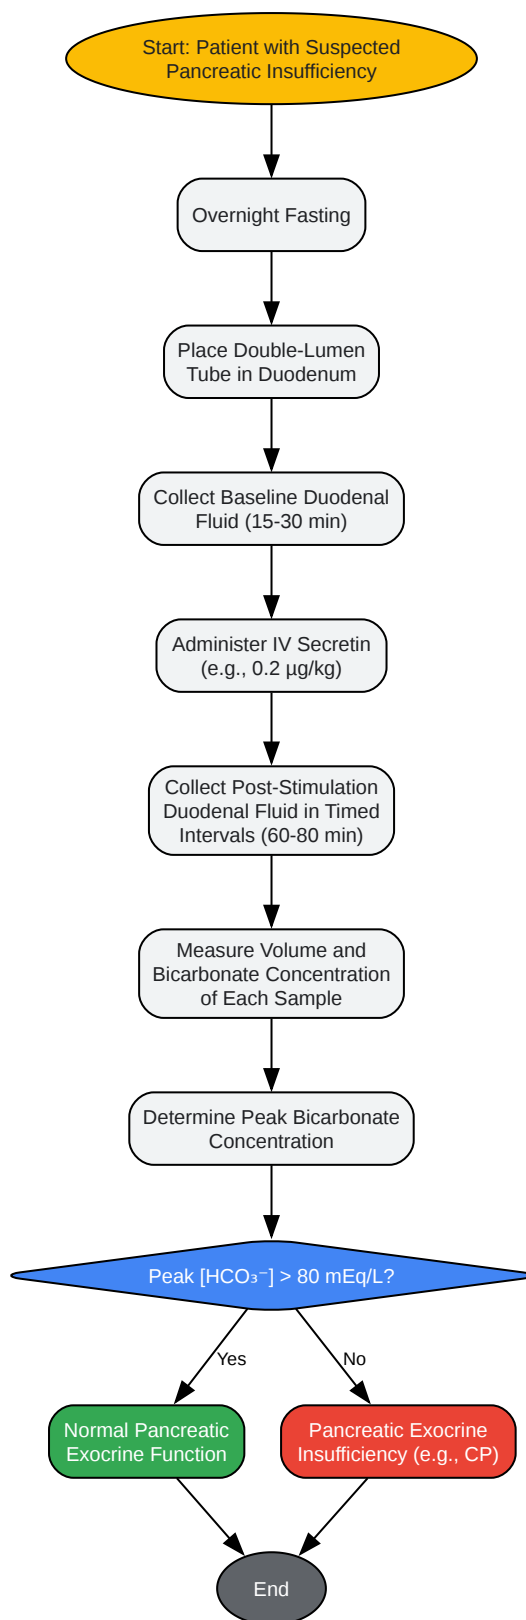 Start: Patient with Suspected
Pancreatic Insufficiency
Overnight Fasting
Place Double-Lumen
Tube in Duodenum
Collect Baseline Duodenal
Fluid (15-30 min)
Administer IV Secretin
(e.g., 0.2 µg/kg)
Collect Post-Stimulation
Duodenal Fluid in Timed
Intervals (60-80 min)
Measure Volume and
Bicarbonate Concentration
of Each Sample
Determine Peak Bicarbonate
Concentration
Peak [HCO₃⁻] > 80 mEq/L?
Yes
No
Normal Pancreatic
Exocrine Function
Pancreatic Exocrine
Insufficiency (e.g., CP)
End